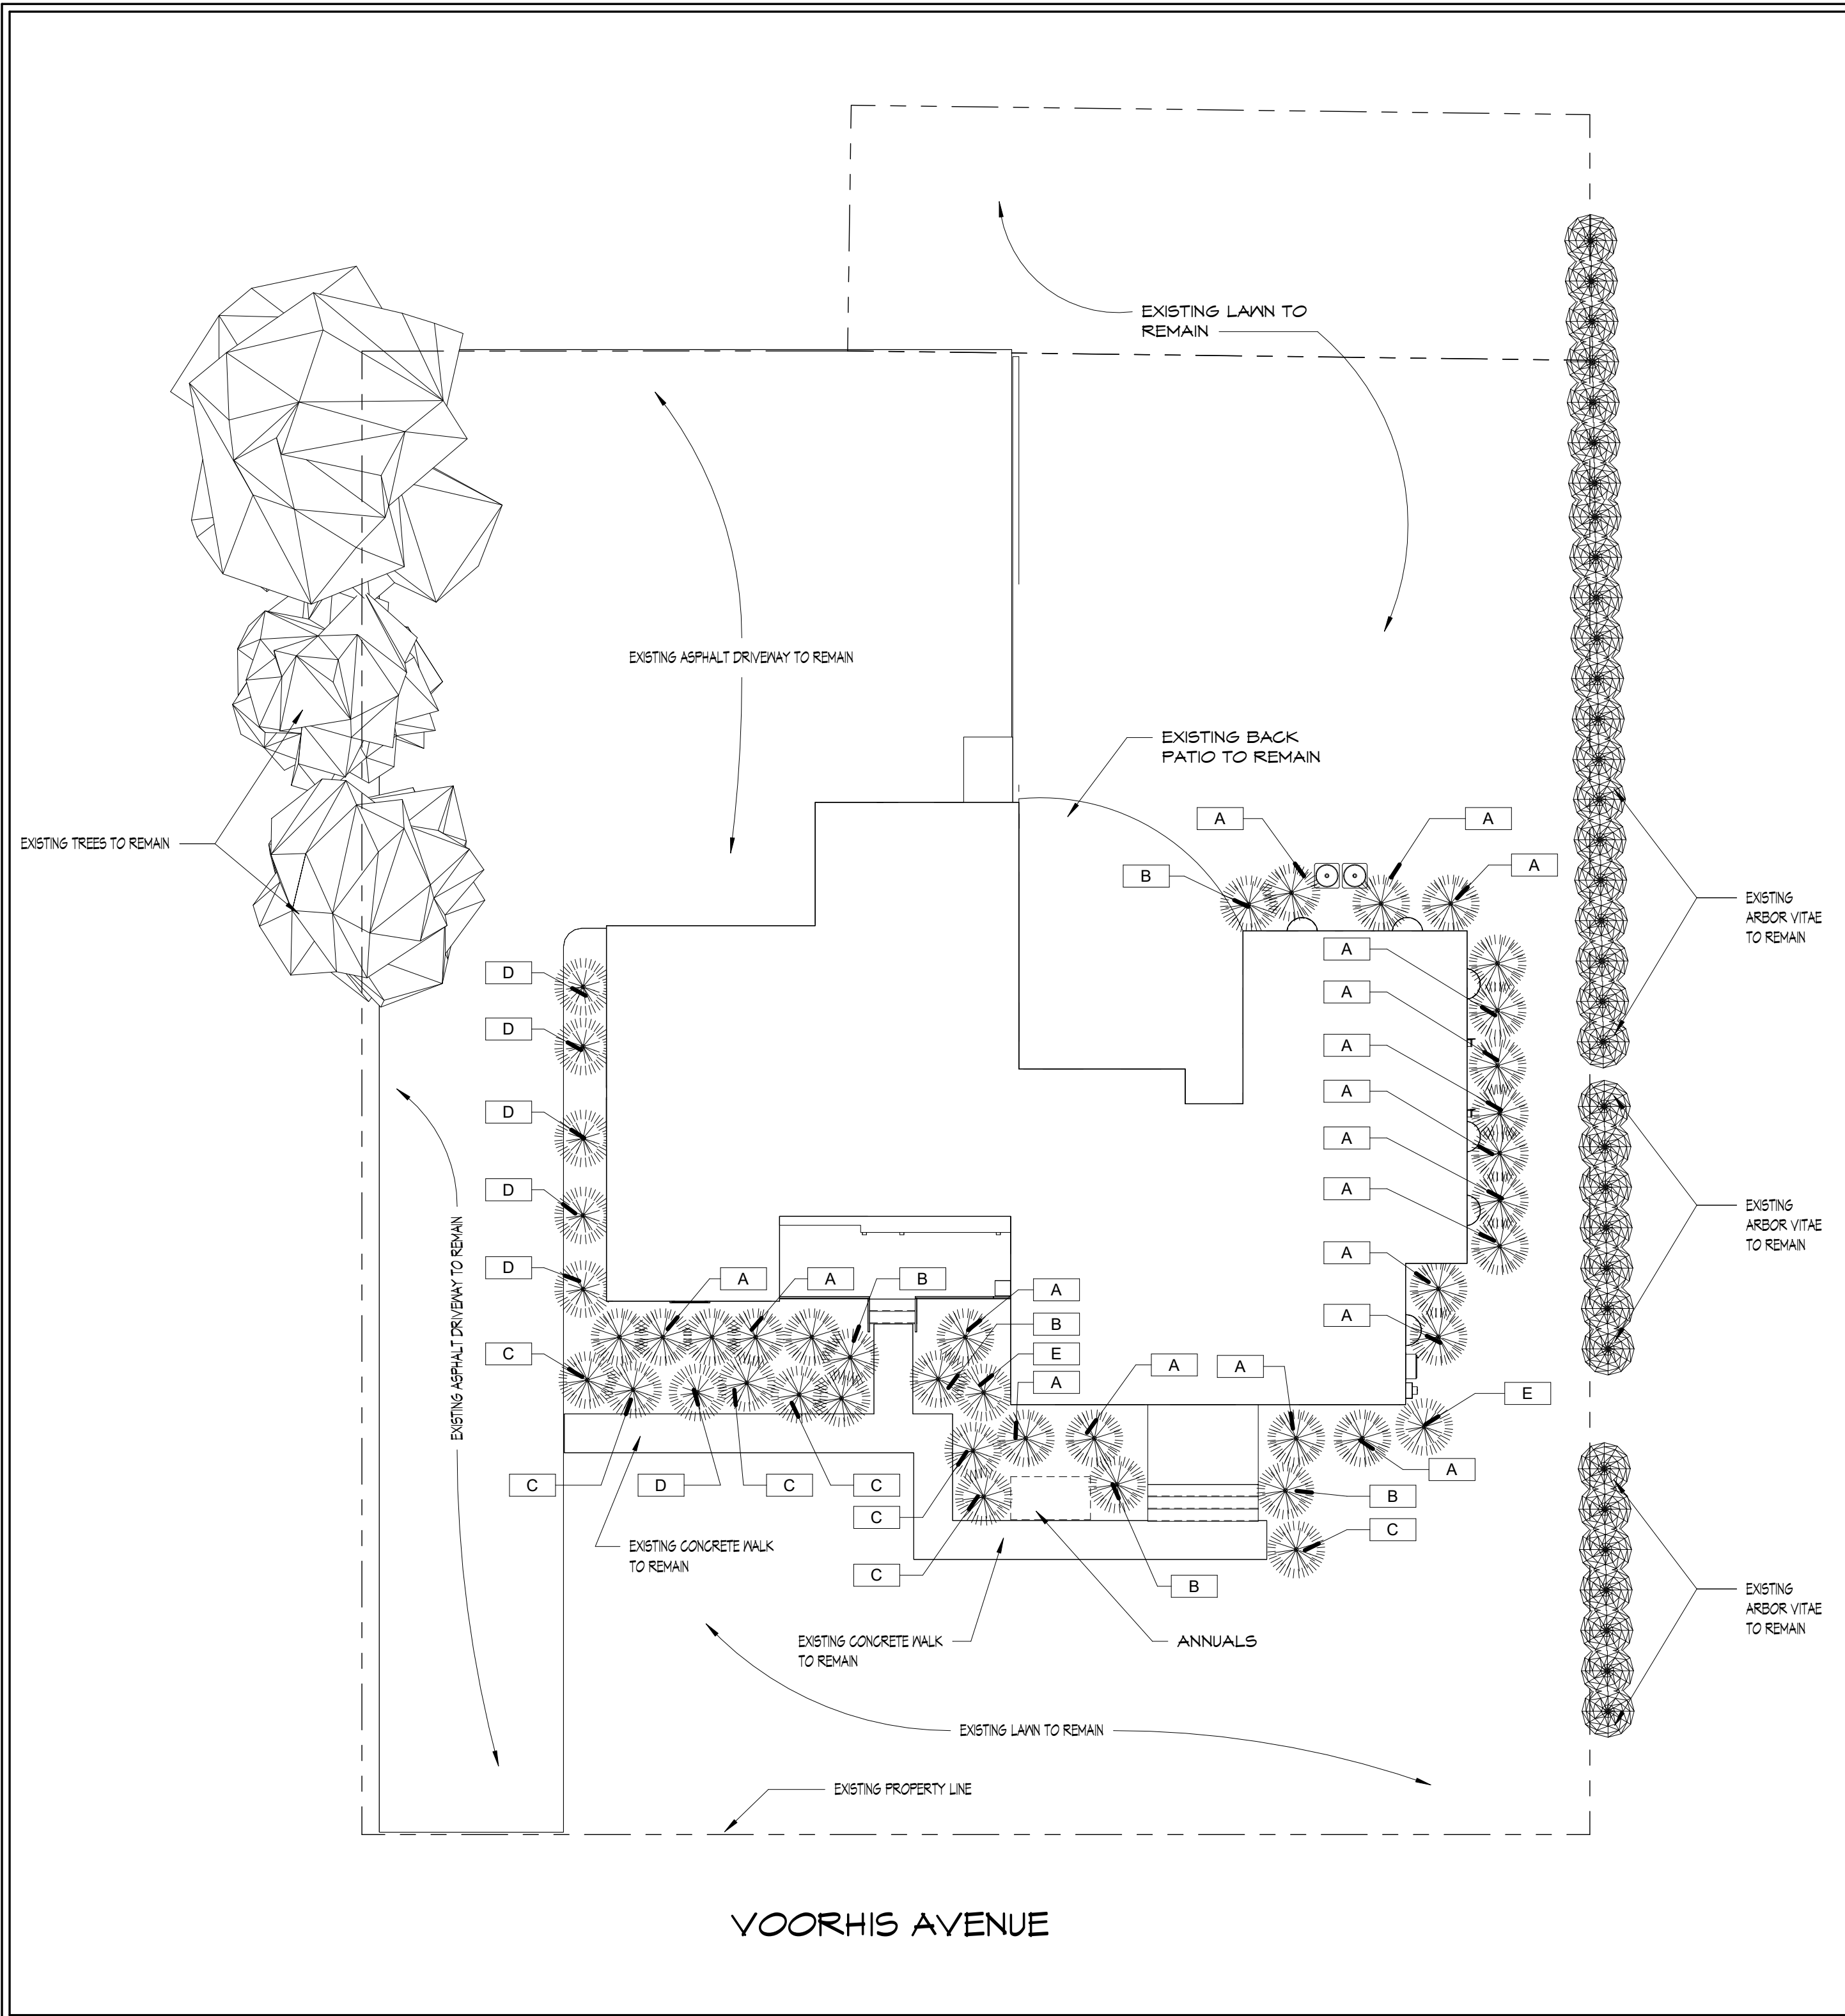 EXISTING LAWN TO
REMAIN
EXISTING ASPHALT DRIVEWAY TO REMAIN
EXISTING BACK
PATIO TO REMAIN
A
A
EXISTING TREES TO REMAIN
A
B
EXISTING
ARBOR VITAE
TO REMAIN
A
D
A
D
A
A
D
A
D
A
EXISTING
ARBOR VITAE
TO REMAIN
EXISTING ASPHALT DRIVEWAY TO REMAIN
A
D
A
A
B
A
A
B
C
E
A
A
A
E
A
C
D
C
C
B
C
C
EXISTING CONCRETE WALK
TO REMAIN
C
B
EXISTING
ARBOR VITAE
TO REMAIN
EXISTING CONCRETE WALK
TO REMAIN
ANNUALS
EXISTING LAWN TO REMAIN
EXISTING PROPERTY LINE
VOORHIS AVENUE